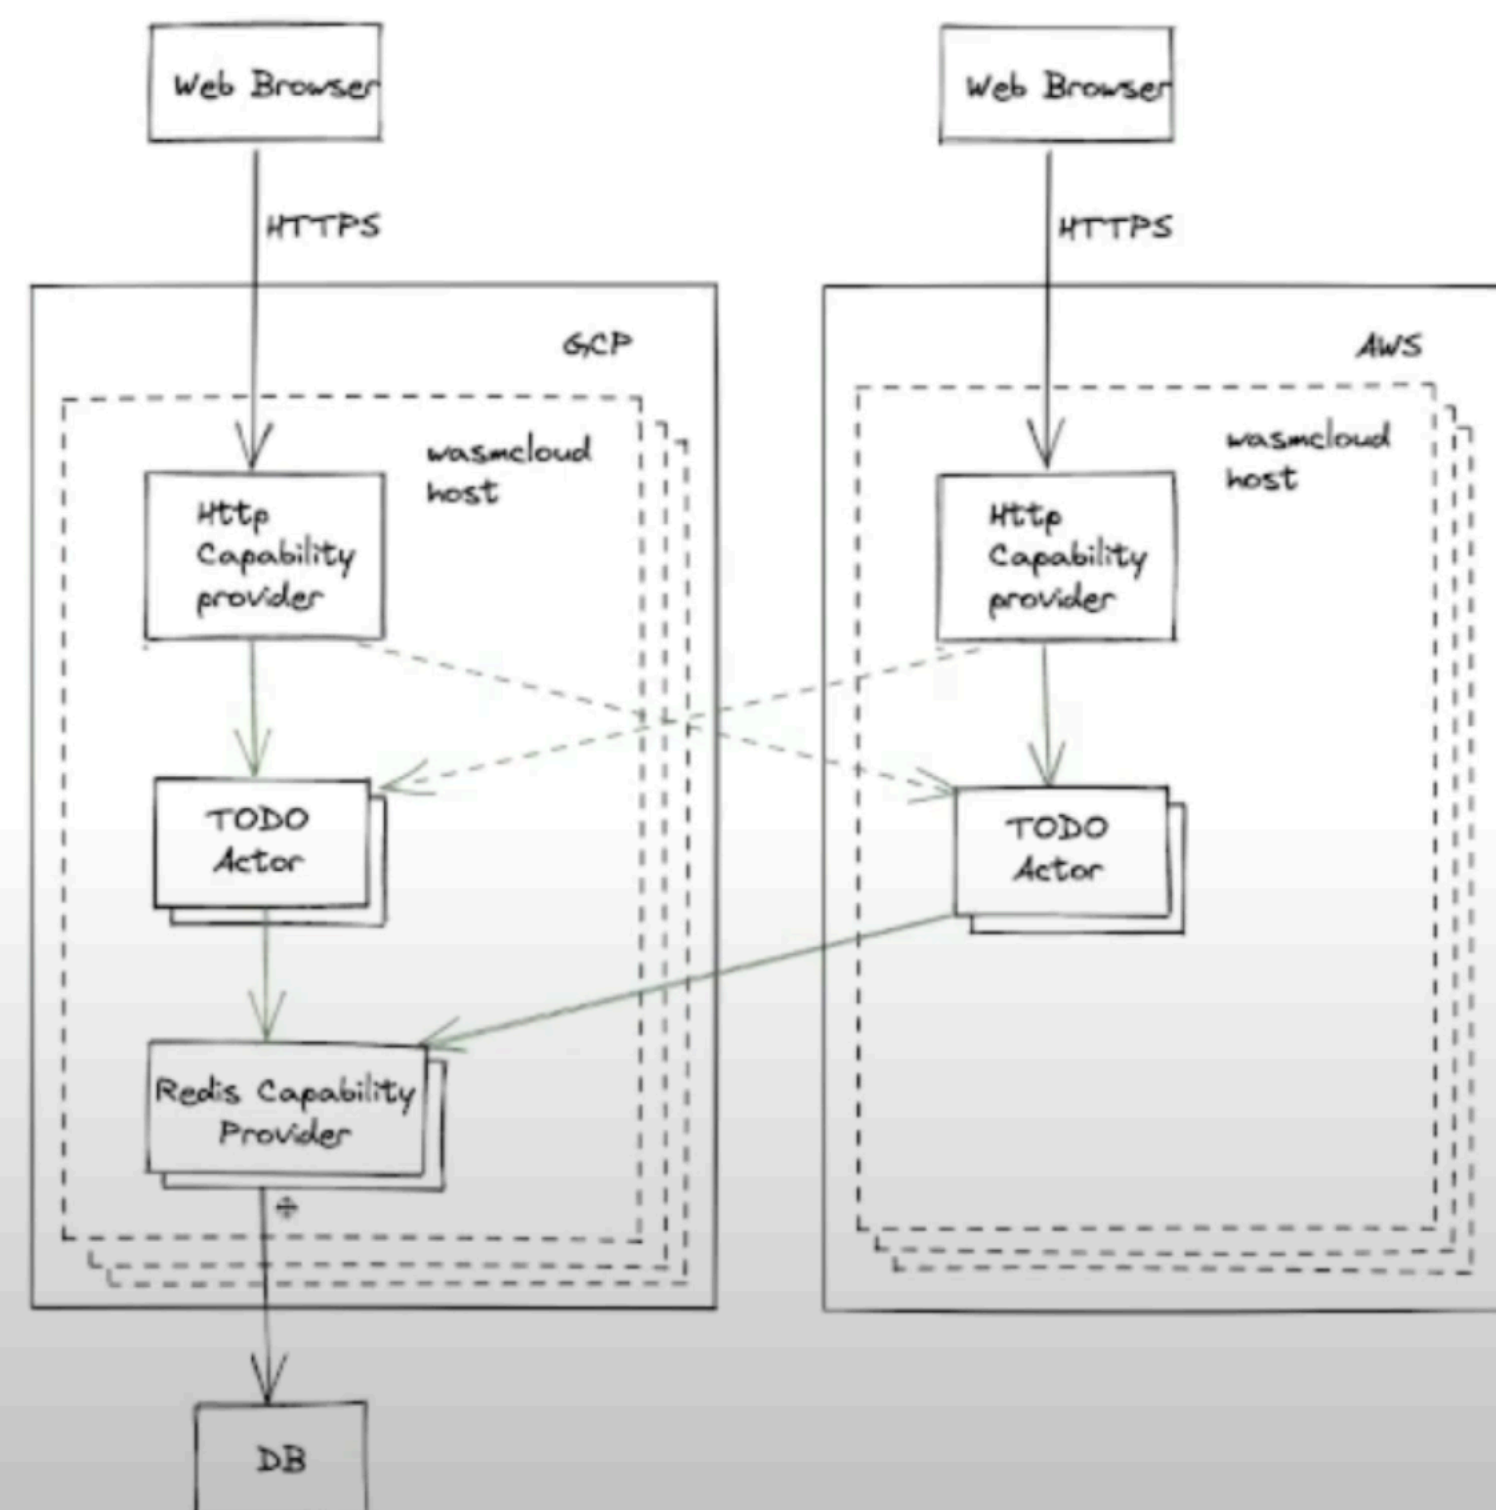 Web Browser
Web Browser
HTTPS
HTTPS
GCP
AWS
wasmcloud
host
wasmcloud
host
Http
Capability
provider
Http
Capability
provider
TODO
Actor
TODO
Actor
Redis Capability
Provider
DB